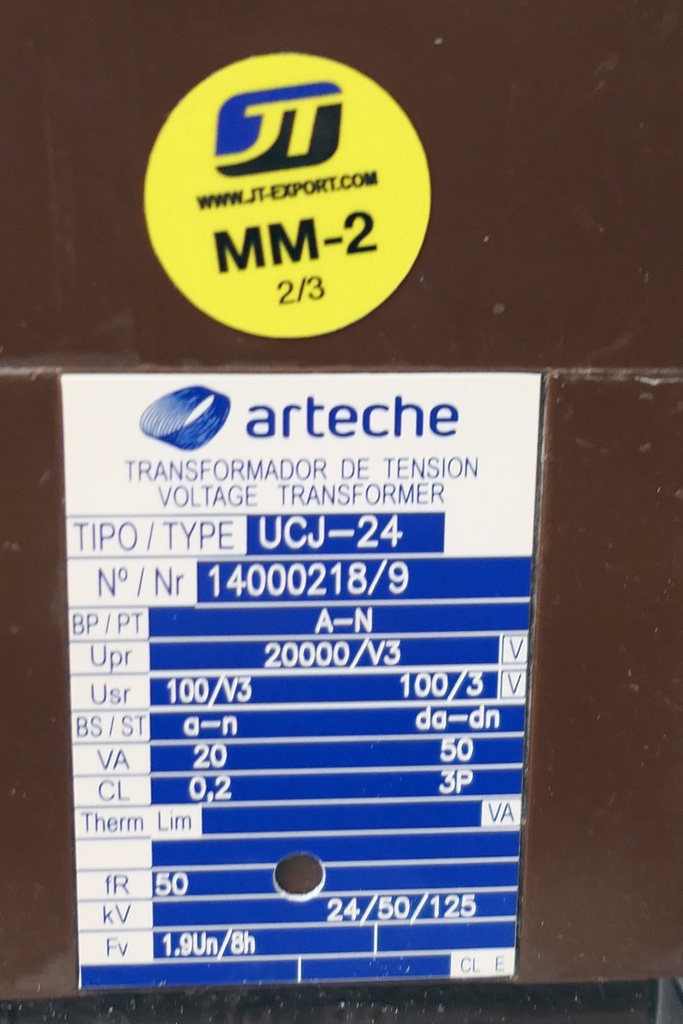 JT
WWW.JT-EXPORT.COM
MM-2
2/3
arteche
TRANSFORMADOR DE TENSION
VOLTAGE TRANSFORMER
TIPO / TYPE UCJ-24
Nº / Nr 14000218/9
BP / PT A-N
Upr 20000/V3 V
Usr 100/V3 100/3 V
BS / ST a-n da-dn
VA 20 50
CL 0,2 3P
Therm Lim VA
fR 50
kV 24/50/125
Fv 1.9Un/8h
CL E